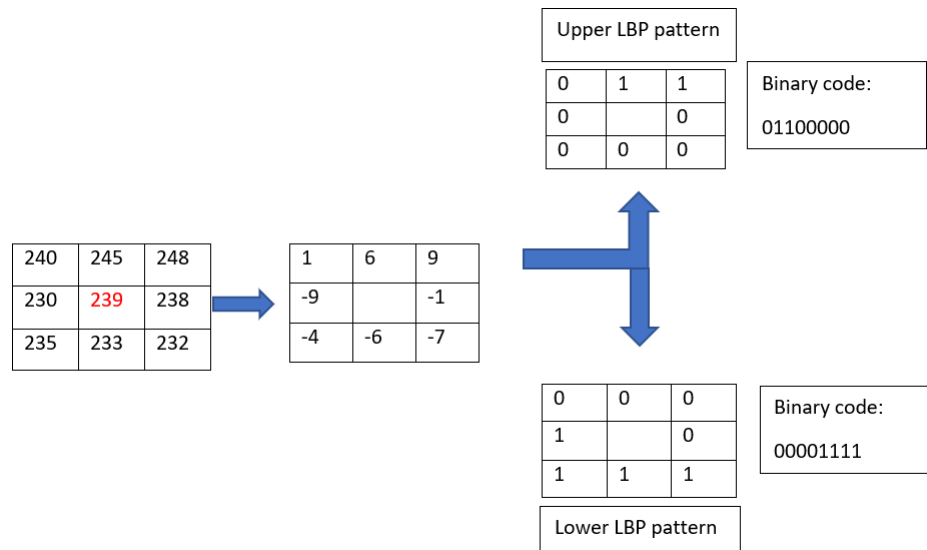 Upper LBP pattern
0 1 1
0 0
0 0 0
Binary code:
01100000
240 245 248
230 239 238
235 233 232
1 6 9
-9 -1
-4 -6 -7
0 0 0
1 0
1 1 1
Binary code:
00001111
Lower LBP pattern